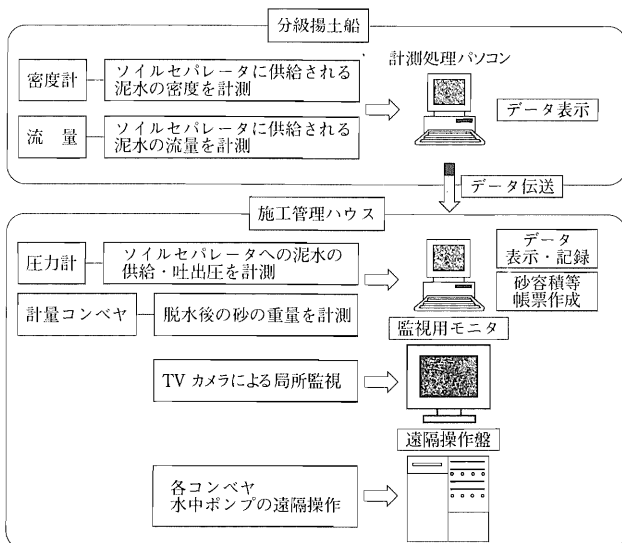 分級揚土船
密度計
ソイルセパレータに供給される
泥水の密度を計測
計測処理パソコン
データ表示
流 量
ソイルセパレータに供給される
泥水の流量を計測
データ伝送
施工管理ハウス
圧力計
ソイルセパレータへの泥水の
供給・吐出圧を計測
データ
表示・記録
砂容積等
帳票作成
計量コンベヤ
脱水後の砂の重量を計測
監視用モニタ
TVカメラによる局所監視
遠隔操作盤
各コンベヤ
水中ポンプの遠隔操作